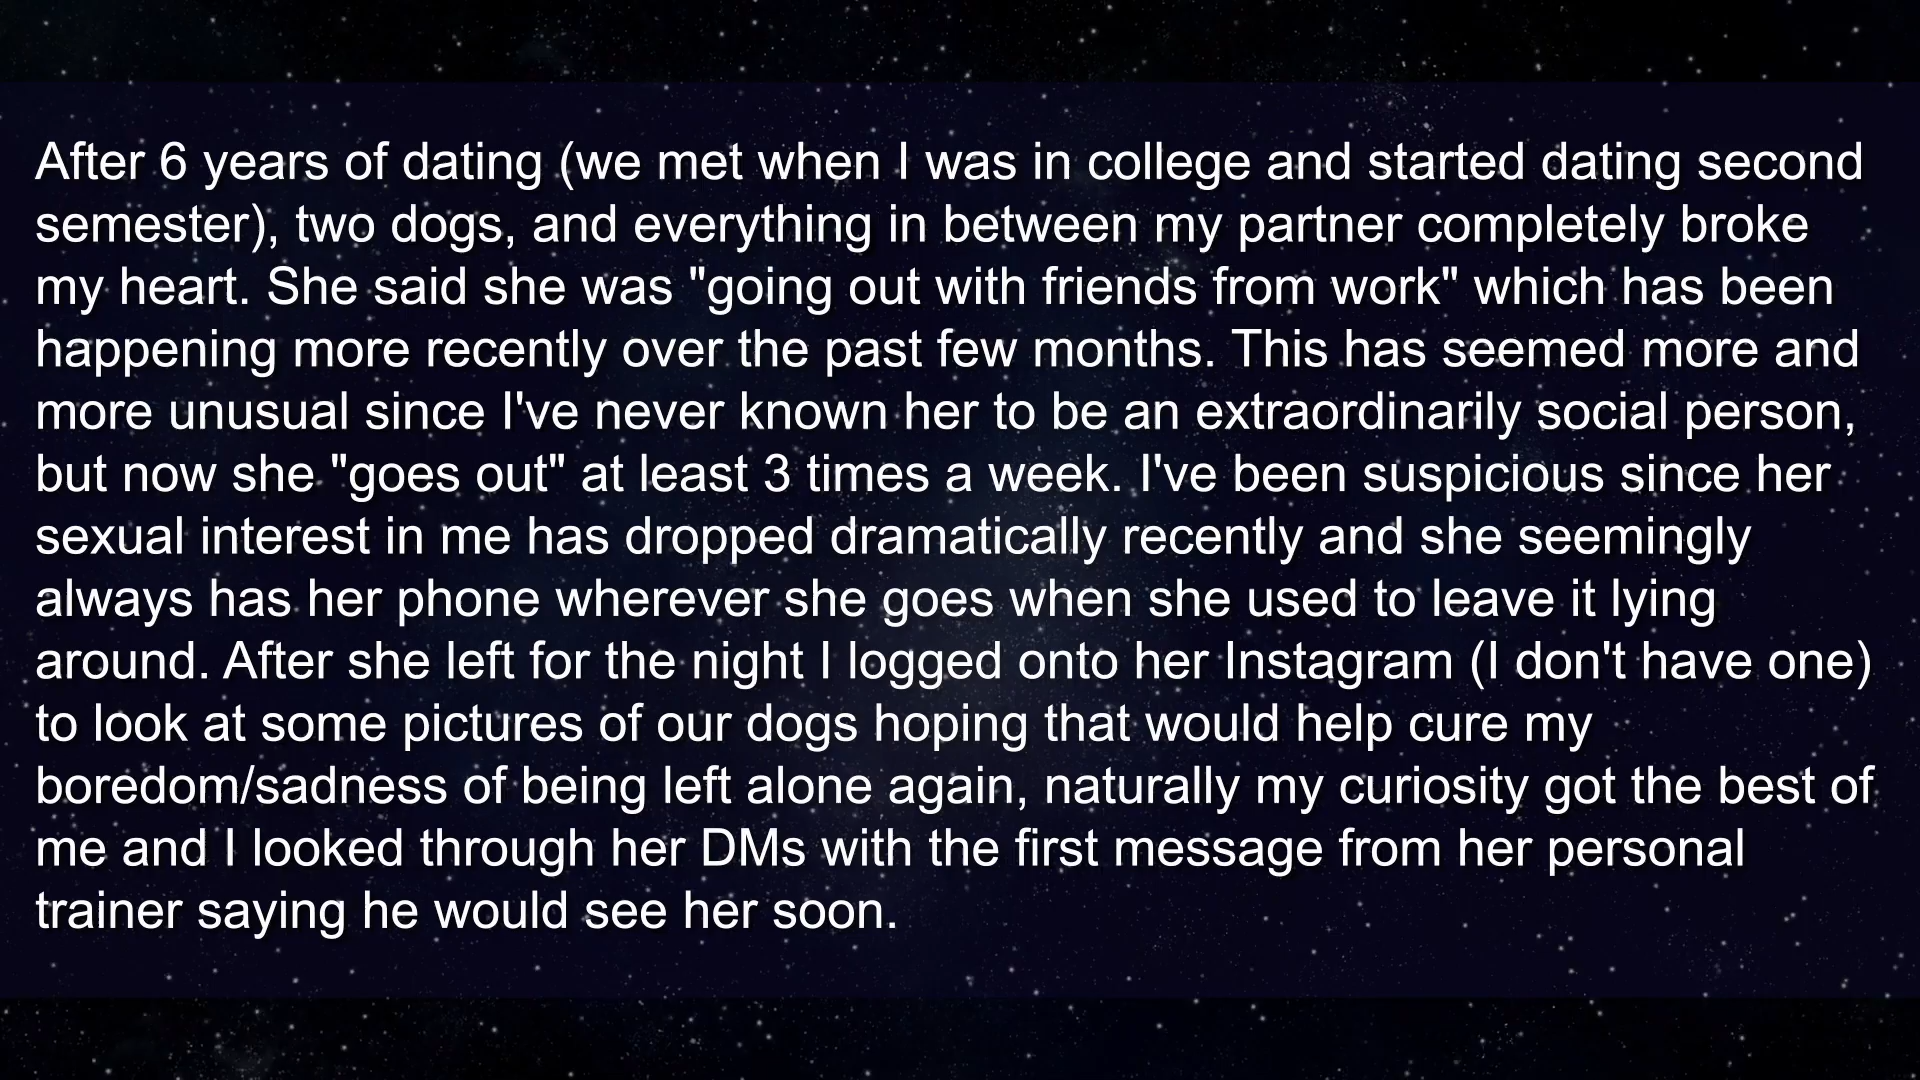 After 6 years of dating (we met when I was in college and started dating second
semester), two dogs, and everything in between my partner completely broke
my heart. She said she was "going out with friends from work" which has been
happening more recently over the past few months. This has seemed more and
more unusual since I've never known her to be an extraordinarily social person,
but now she "goes out" at least 3 times a week. I've been suspicious since her
sexual interest in me has dropped dramatically recently and she seemingly
always has her phone wherever she goes when she used to leave it lying
around. After she left for the night I logged onto her Instagram (I don't have one)
to look at some pictures of our dogs hoping that would help cure my
boredom/sadness of being left alone again, naturally my curiosity got the best of
me and I looked through her DMs with the first message from her personal
trainer saying he would see her soon.